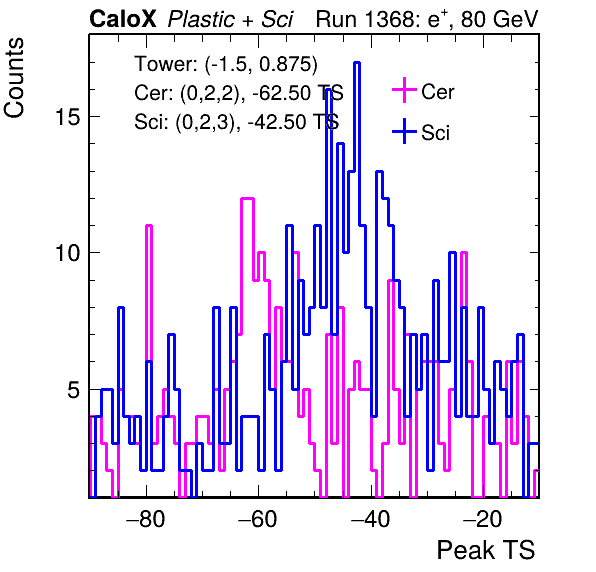 CaloX Plastic + Sci Run 1368: e+, 80 GeV
Counts
Tower: (-1.5, 0.875)
Cer: (0,2,2), -62.50 TS
Sci: (0,2,3), -42.50 TS
Cer
Sci
15
10
5
−80 −60 −40 −20
Peak TS